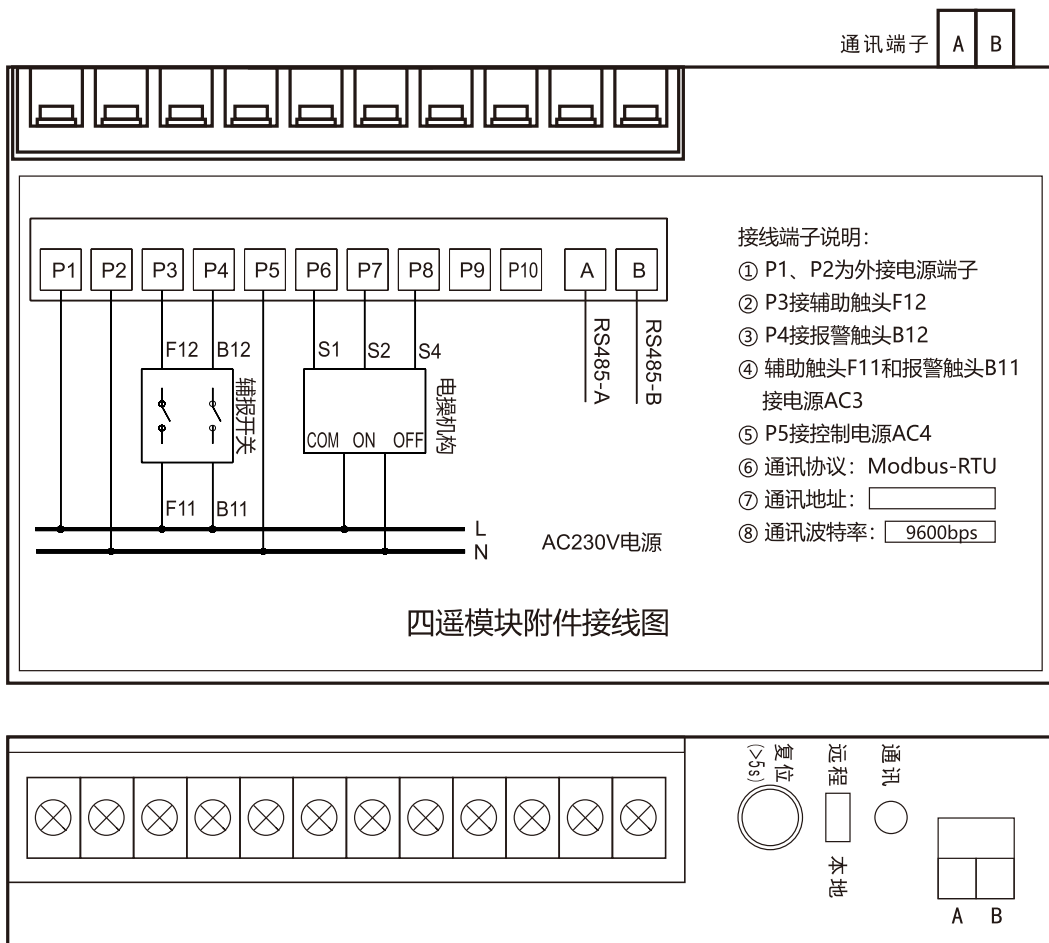 通讯端子 A B
P1 P2 P3 P4 P5 P6 P7 P8 P9 P10 A B
F12 B12 S1 S2 S4 RS485-A RS485-B
辅报开关
电操机构
COM ON OFF
F11 B11
L
N
AC230V电源
四遥模块附件接线图
接线端子说明:
① P1、P2为外接电源端子
② P3接辅助触头F12
③ P4接报警触头B12
④ 辅助触头F11和报警触头B11
接电源AC3
⑤ P5接控制电源AC4
⑥ 通讯协议: Modbus-RTU
⑦ 通讯地址:
⑧ 通讯波特率: 9600bps
复位
(>5s)
远程
本地
通讯
A B